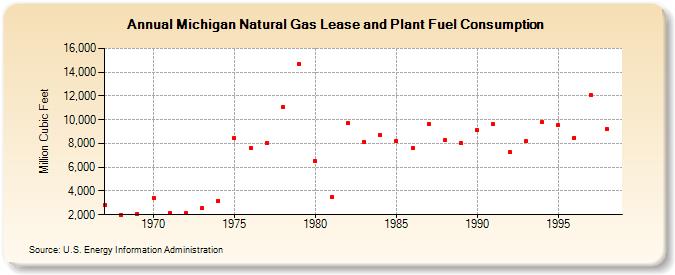 Annual Michigan Natural Gas Lease and Plant Fuel Consumption
Million Cubic Feet
16,000
14,000
12,000
10,000
8,000
6,000
4,000
2,000
1970 1975 1980 1985 1990 1995
Source: U.S. Energy Information Administration